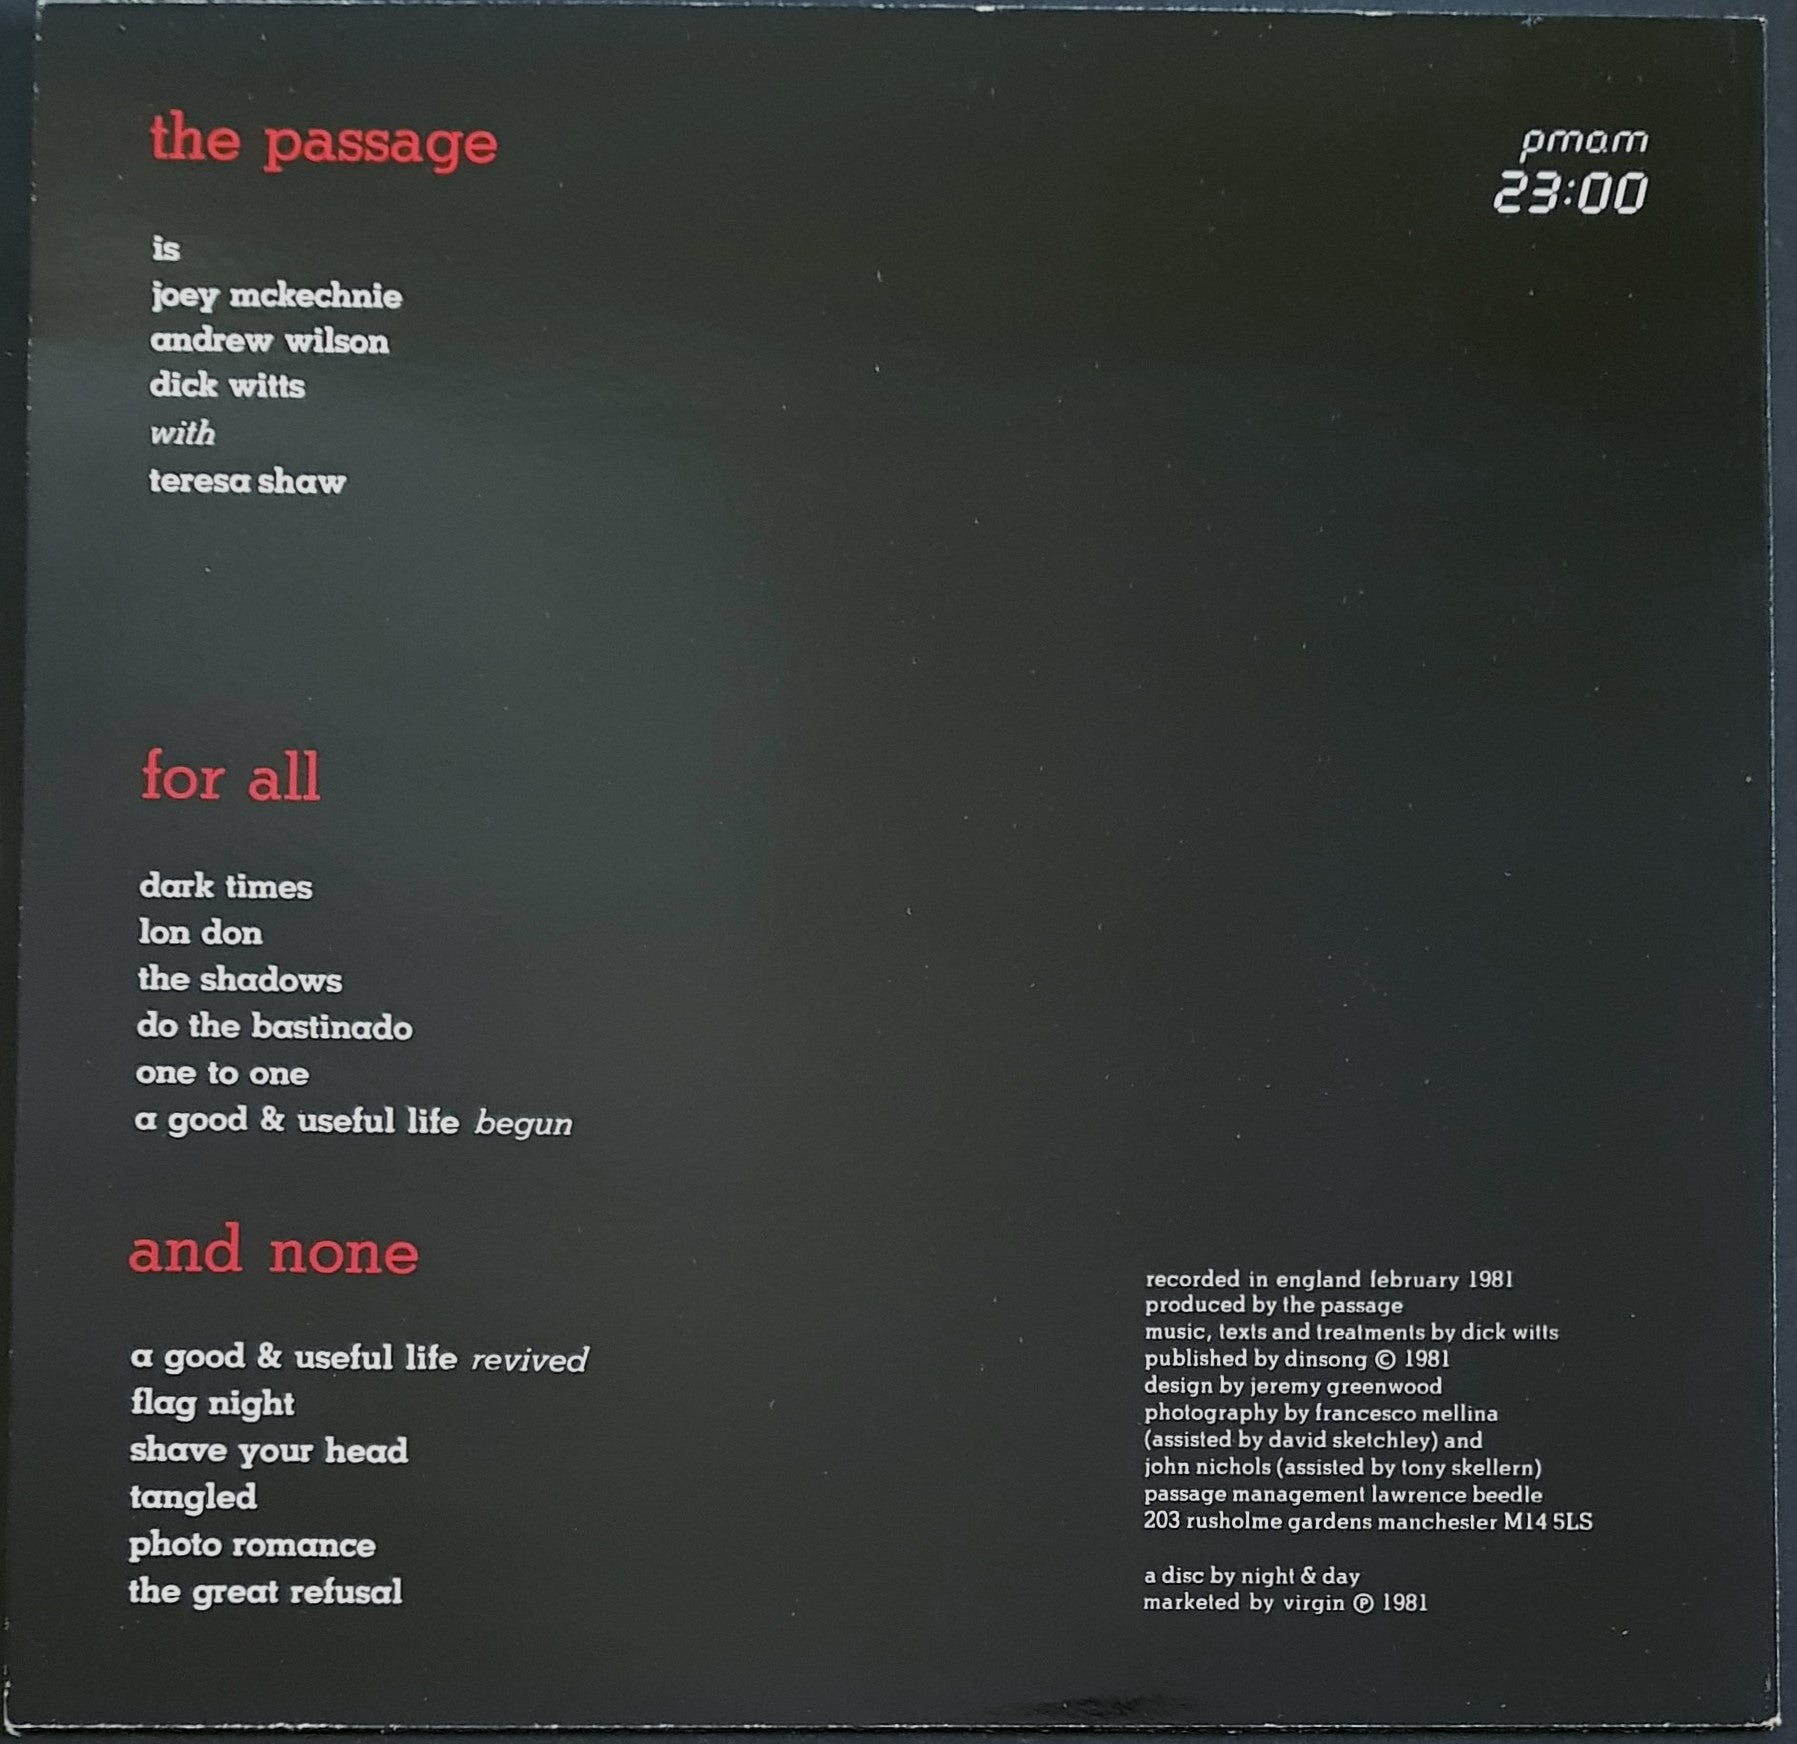 the passage
pmam
23:00
is
joey mckechnie
andrew wilson
dick witts
with
teresa shaw
for all
dark times
lon don
the shadows
do the bastinado
one to one
a good & useful life begun
and none
a good & useful life revived
flag night
shave your head
tangled
photo romance
the great refusal
recorded in england february 1981
produced by the passage
music, texts and treatments by dick witts
published by dinsong © 1981
design by jeremy greenwood
photography by francesco mellina
(assisted by david sketchley) and
john nichols (assisted by tony skellern)
passage management lawrence beedle
203 rusholme gardens manchester M14 5LS
a disc by night & day
marketed by virgin ℗ 1981